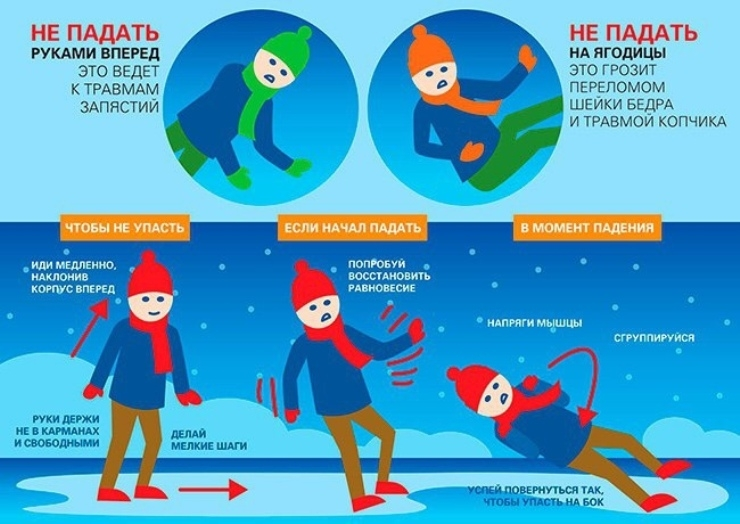 НЕ ПАДАТЬ
РУКАМИ ВПЕРЕД
ЭТО ВЕДЕТ
К ТРАВМАМ
ЗАПЯСТИЙ
НЕ ПАДАТЬ
НА ЯГОДИЦЫ
ЭТО ГРОЗИТ
ПЕРЕЛОМОМ
ШЕЙКИ БЕДРА
И ТРАВМОЙ КОПЧИКА
ЧТОБЫ НЕ УПАСТЬ
ИДИ МЕДЛЕННО,
НАКЛОНИВ
КОРПУС ВПЕРЕД
РУКИ ДЕРЖИ
НЕ В КАРМАНАХ
И СВОБОДНЫМИ
ДЕЛАЙ
МЕЛКИЕ ШАГИ
ЕСЛИ НАЧАЛ ПАДАТЬ
ПОПРОБУЙ
ВОССТАНОВИТЬ
РАВНОВЕСИЕ
В МОМЕНТ ПАДЕНИЯ
НАПРЯГИ МЫШЦЫ
СГРУППИРУЙСЯ
УСПЕЙ ПОВЕРНУТЬСЯ ТАК,
ЧТОБЫ УПАСТЬ НА БОК